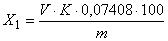 X₁ = V · K · 0,07408 · 100 / m